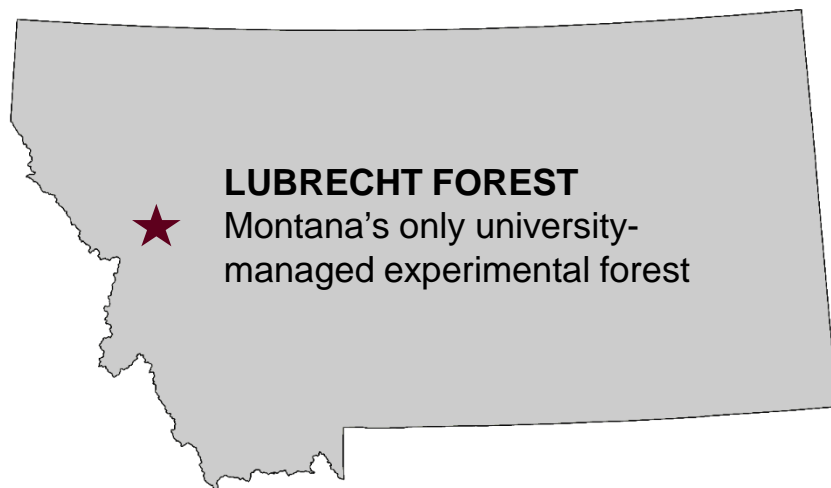 LUBRECHT FOREST
Montana’s only university-
managed experimental forest